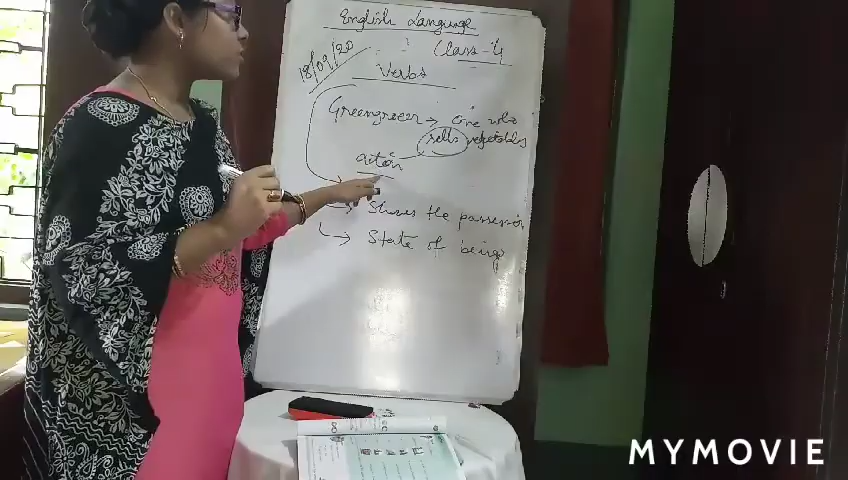 English Language
Class-4
18/09/20
Verbs
Greengrocer → One who
sells vegetables
action
→ Shows the possession
→ State of being
MYMOVIE